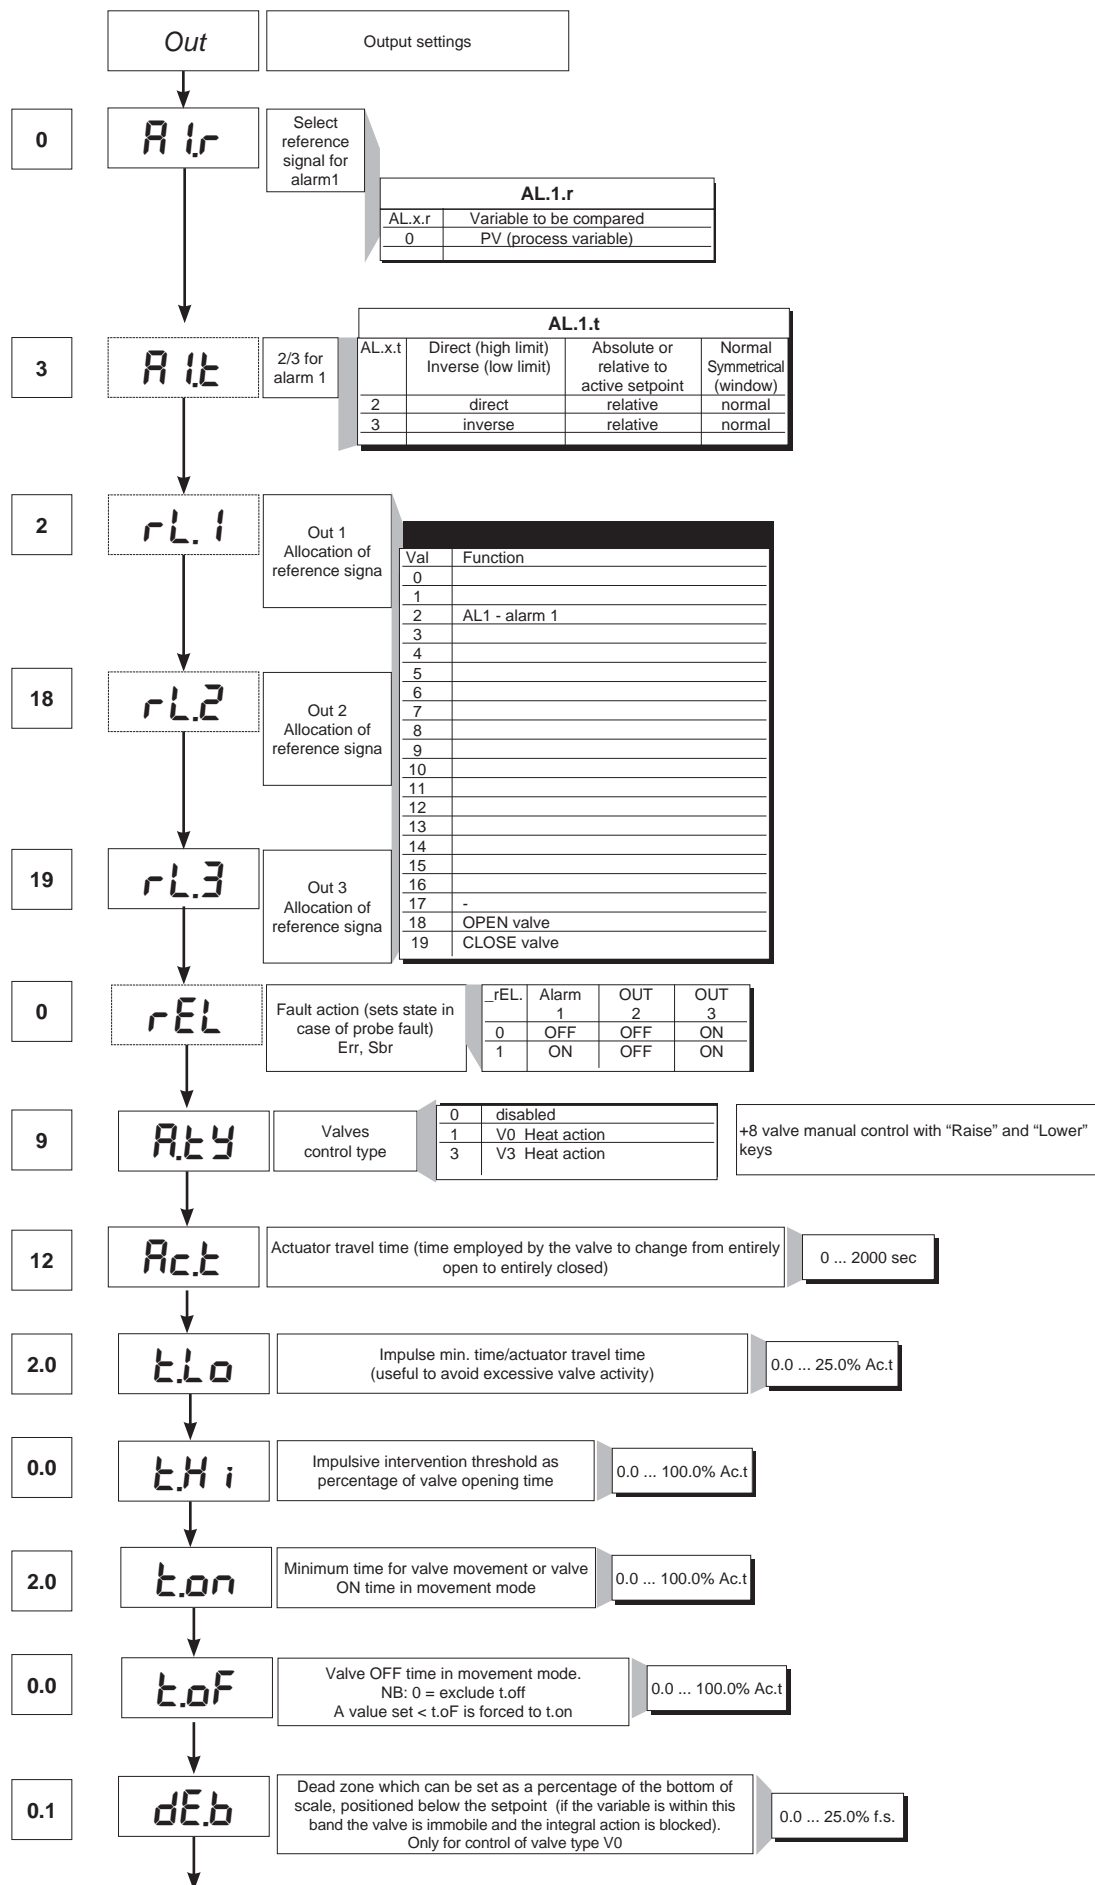 Out
Output settings
0
A1.r
Select
reference
signal for
alarm1
AL.1.r
AL.x.r Variable to be compared
0 PV (process variable)
3
A1.t
2/3 for
alarm 1
AL.1.t
AL.x.t Direct (high limit) Absolute or Normal
Inverse (low limit) relative to Symmetrical
active setpoint (window)
2 direct relative normal
3 inverse relative normal
2
rL.1
Out 1
Allocation of
reference signa
Val Function
0
1
2 AL1 - alarm 1
3
4
5
6
7
8
9
10
11
12
13
14
15
16
17 -
18 OPEN valve
19 CLOSE valve
18
rL.2
Out 2
Allocation of
reference signa
19
rL.3
Out 3
Allocation of
reference signa
0
rEL
Fault action (sets state in
case of probe fault)
Err, Sbr
_rEL. Alarm OUT OUT
1 2 3
0 OFF OFF ON
1 ON OFF ON
9
A.tY
Valves
control type
0 disabled
1 V0 Heat action
3 V3 Heat action
+8 valve manual control with “Raise” and “Lower”
keys
12
Ac.t
Actuator travel time (time employed by the valve to change from entirely
open to entirely closed)
0 ... 2000 sec
2.0
t.Lo
Impulse min. time/actuator travel time
(useful to avoid excessive valve activity)
0.0 ... 25.0% Ac.t
0.0
t.Hi
Impulsive intervention threshold as
percentage of valve opening time
0.0 ... 100.0% Ac.t
2.0
t.on
Minimum time for valve movement or valve
ON time in movement mode
0.0 ... 100.0% Ac.t
0.0
t.oF
Valve OFF time in movement mode.
NB: 0 = exclude t.off
A value set < t.oF is forced to t.on
0.0 ... 100.0% Ac.t
0.1
dE.b
Dead zone which can be set as a percentage of the bottom of
scale, positioned below the setpoint (if the variable is within this
band the valve is immobile and the integral action is blocked).
Only for control of valve type V0
0.0 ... 25.0% f.s.